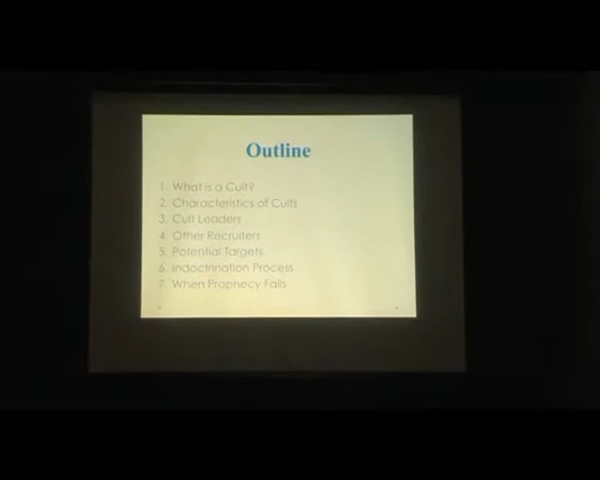 Outline
1. What is a Cult?
2. Characteristics of Cults
3. Cult Leaders
4. Other Recruiters
5. Potential Targets
6. Indoctrination Process
7. When Prophecy Fails